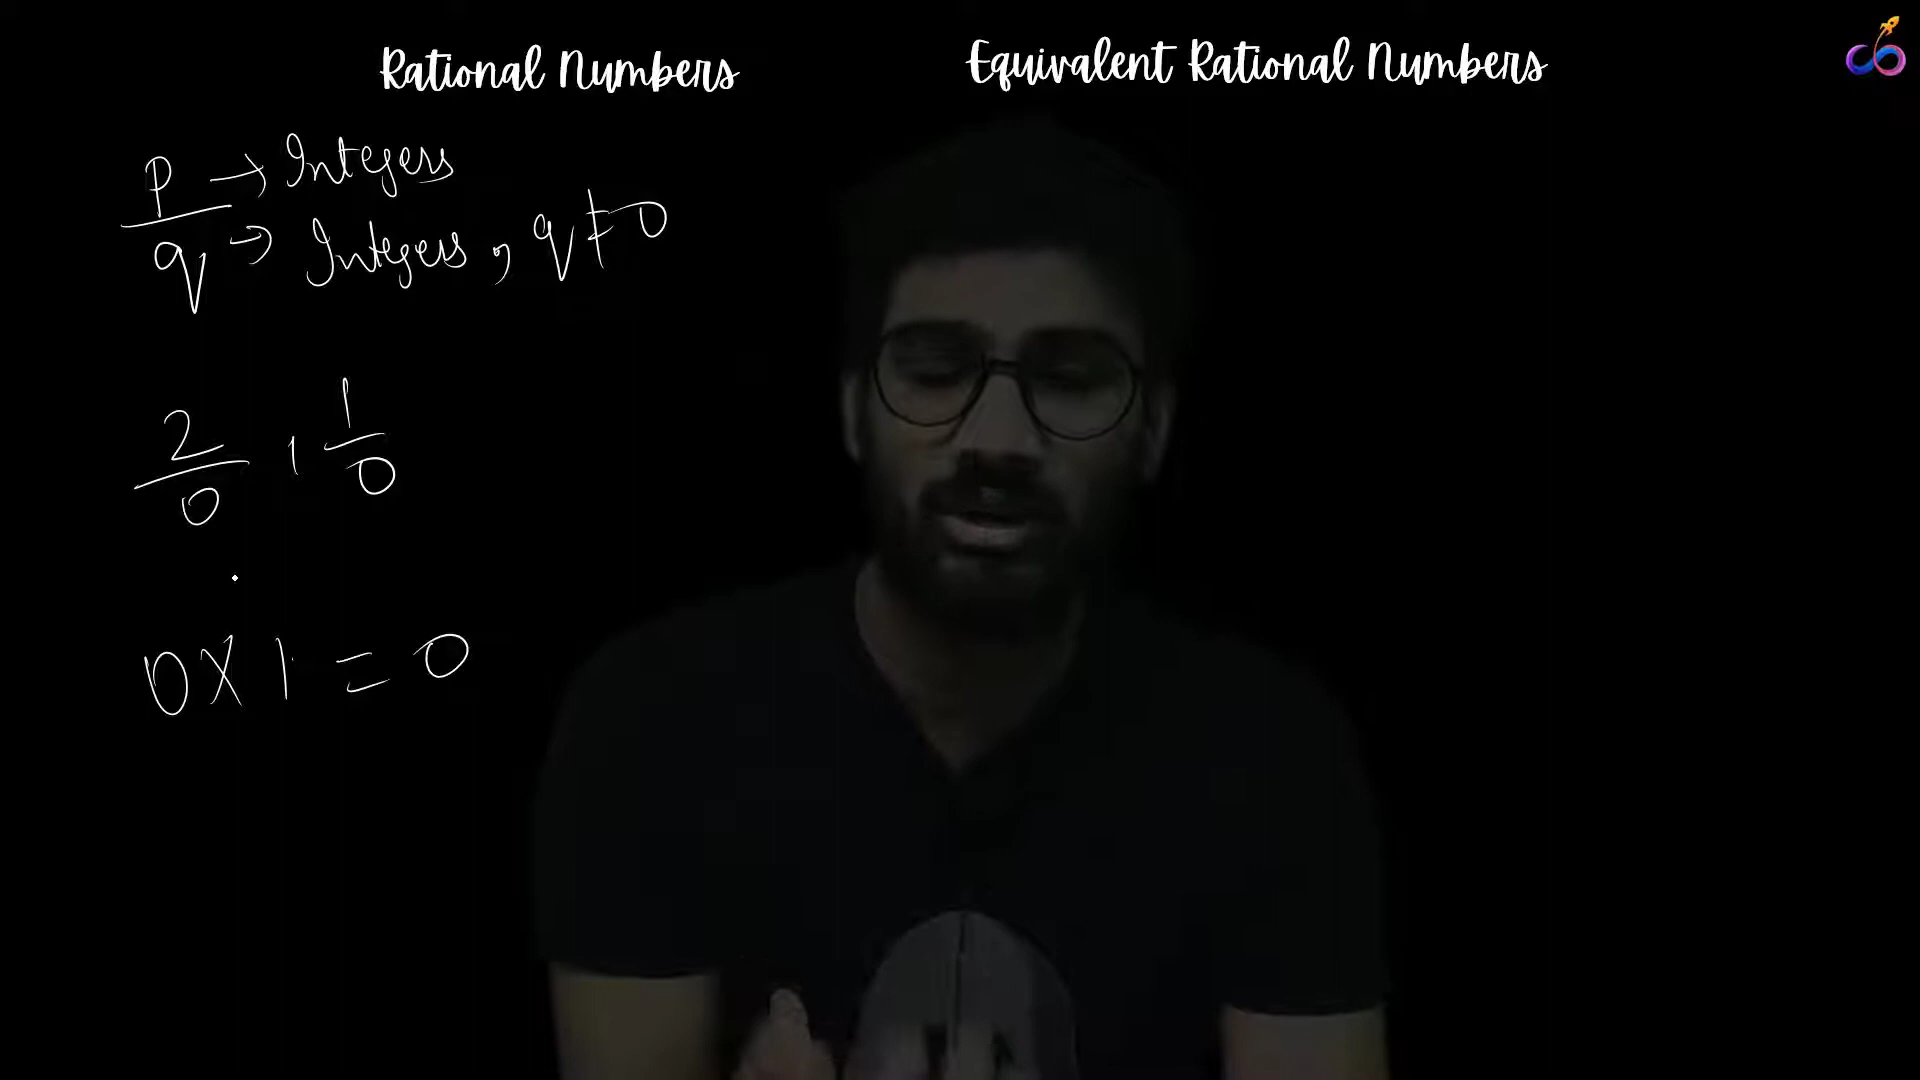 Rational Numbers
Equivalent Rational Numbers
p → Integers
q → Integers, q ≠ 0
2/0, 1/0
0 X 1 = 0